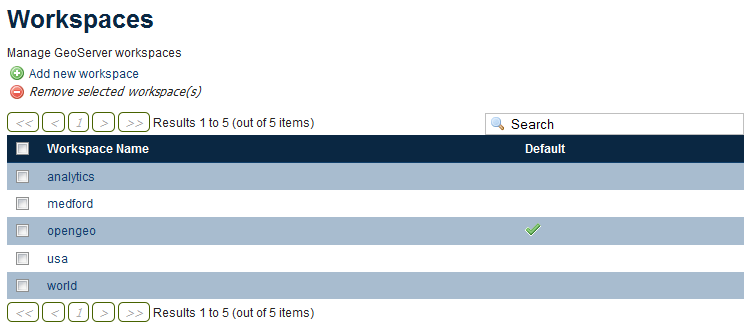 Workspaces
Manage GeoServer workspaces
Add new workspace
Remove selected workspace(s)
<< < 1 > >> Results 1 to 5 (out of 5 items) Search
Workspace Name Default
analytics
medford
opengeo
usa
world
<< < 1 > >> Results 1 to 5 (out of 5 items)